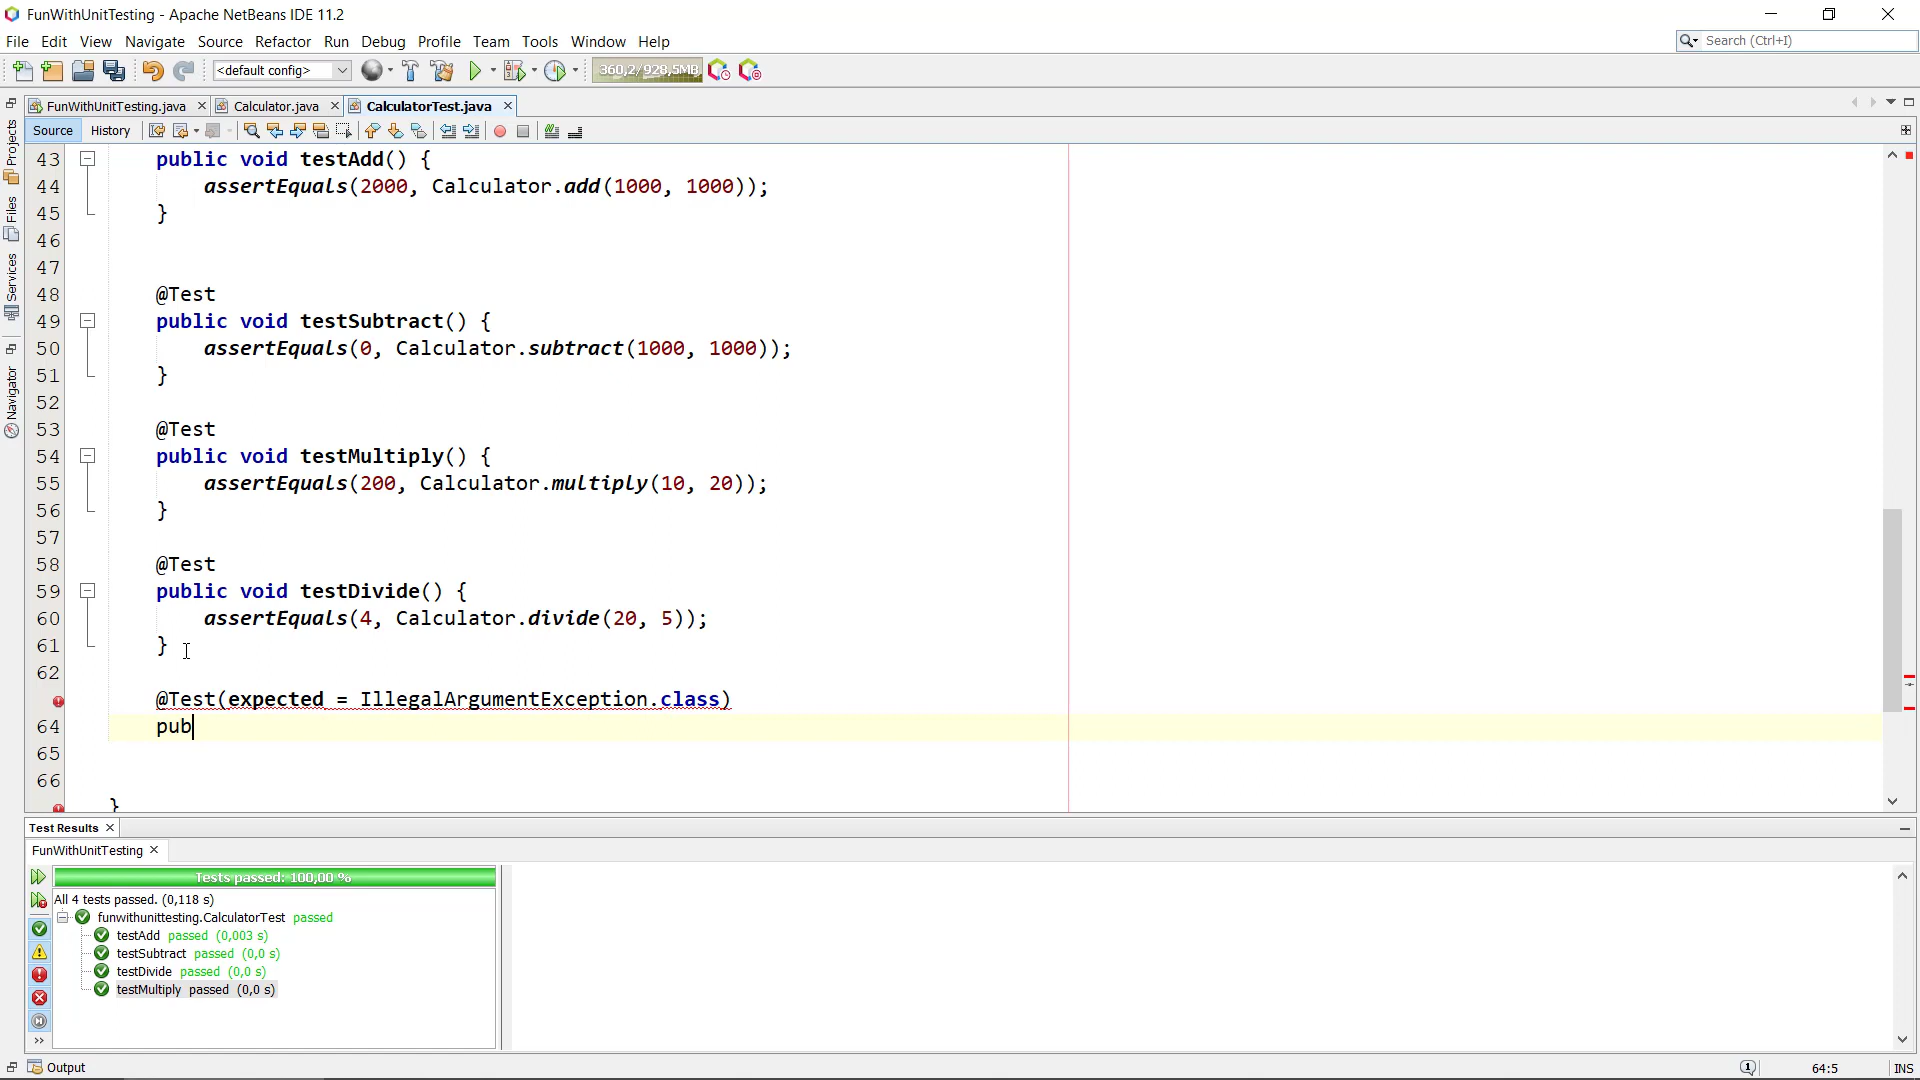 FunWithUnitTesting - Apache NetBeans IDE 11.2
File Edit View Navigate Source Refactor Run Debug Profile Team Tools Window Help
Search (Ctrl+I)
<default config>
360,2/928,5MB
FunWithUnitTesting.java
Calculator.java
CalculatorTest.java
Source History
Projects
Files
Services
Navigator
43 public void testAdd() {
44 assertEquals(2000, Calculator.add(1000, 1000));
45 }
46
47
48 @Test
49 public void testSubtract() {
50 assertEquals(0, Calculator.subtract(1000, 1000));
51 }
52
53 @Test
54 public void testMultiply() {
55 assertEquals(200, Calculator.multiply(10, 20));
56 }
57
58 @Test
59 public void testDivide() {
60 assertEquals(4, Calculator.divide(20, 5));
61 }
62
@Test(expected = IllegalArgumentException.class)
64 pub
65
66
}
Test Results
FunWithUnitTesting
Tests passed: 100,00 %
All 4 tests passed. (0,118 s)
funwithunittesting.CalculatorTest passed
testAdd passed (0,003 s)
testSubtract passed (0,0 s)
testDivide passed (0,0 s)
testMultiply passed (0,0 s)
Output
1
64:5
INS